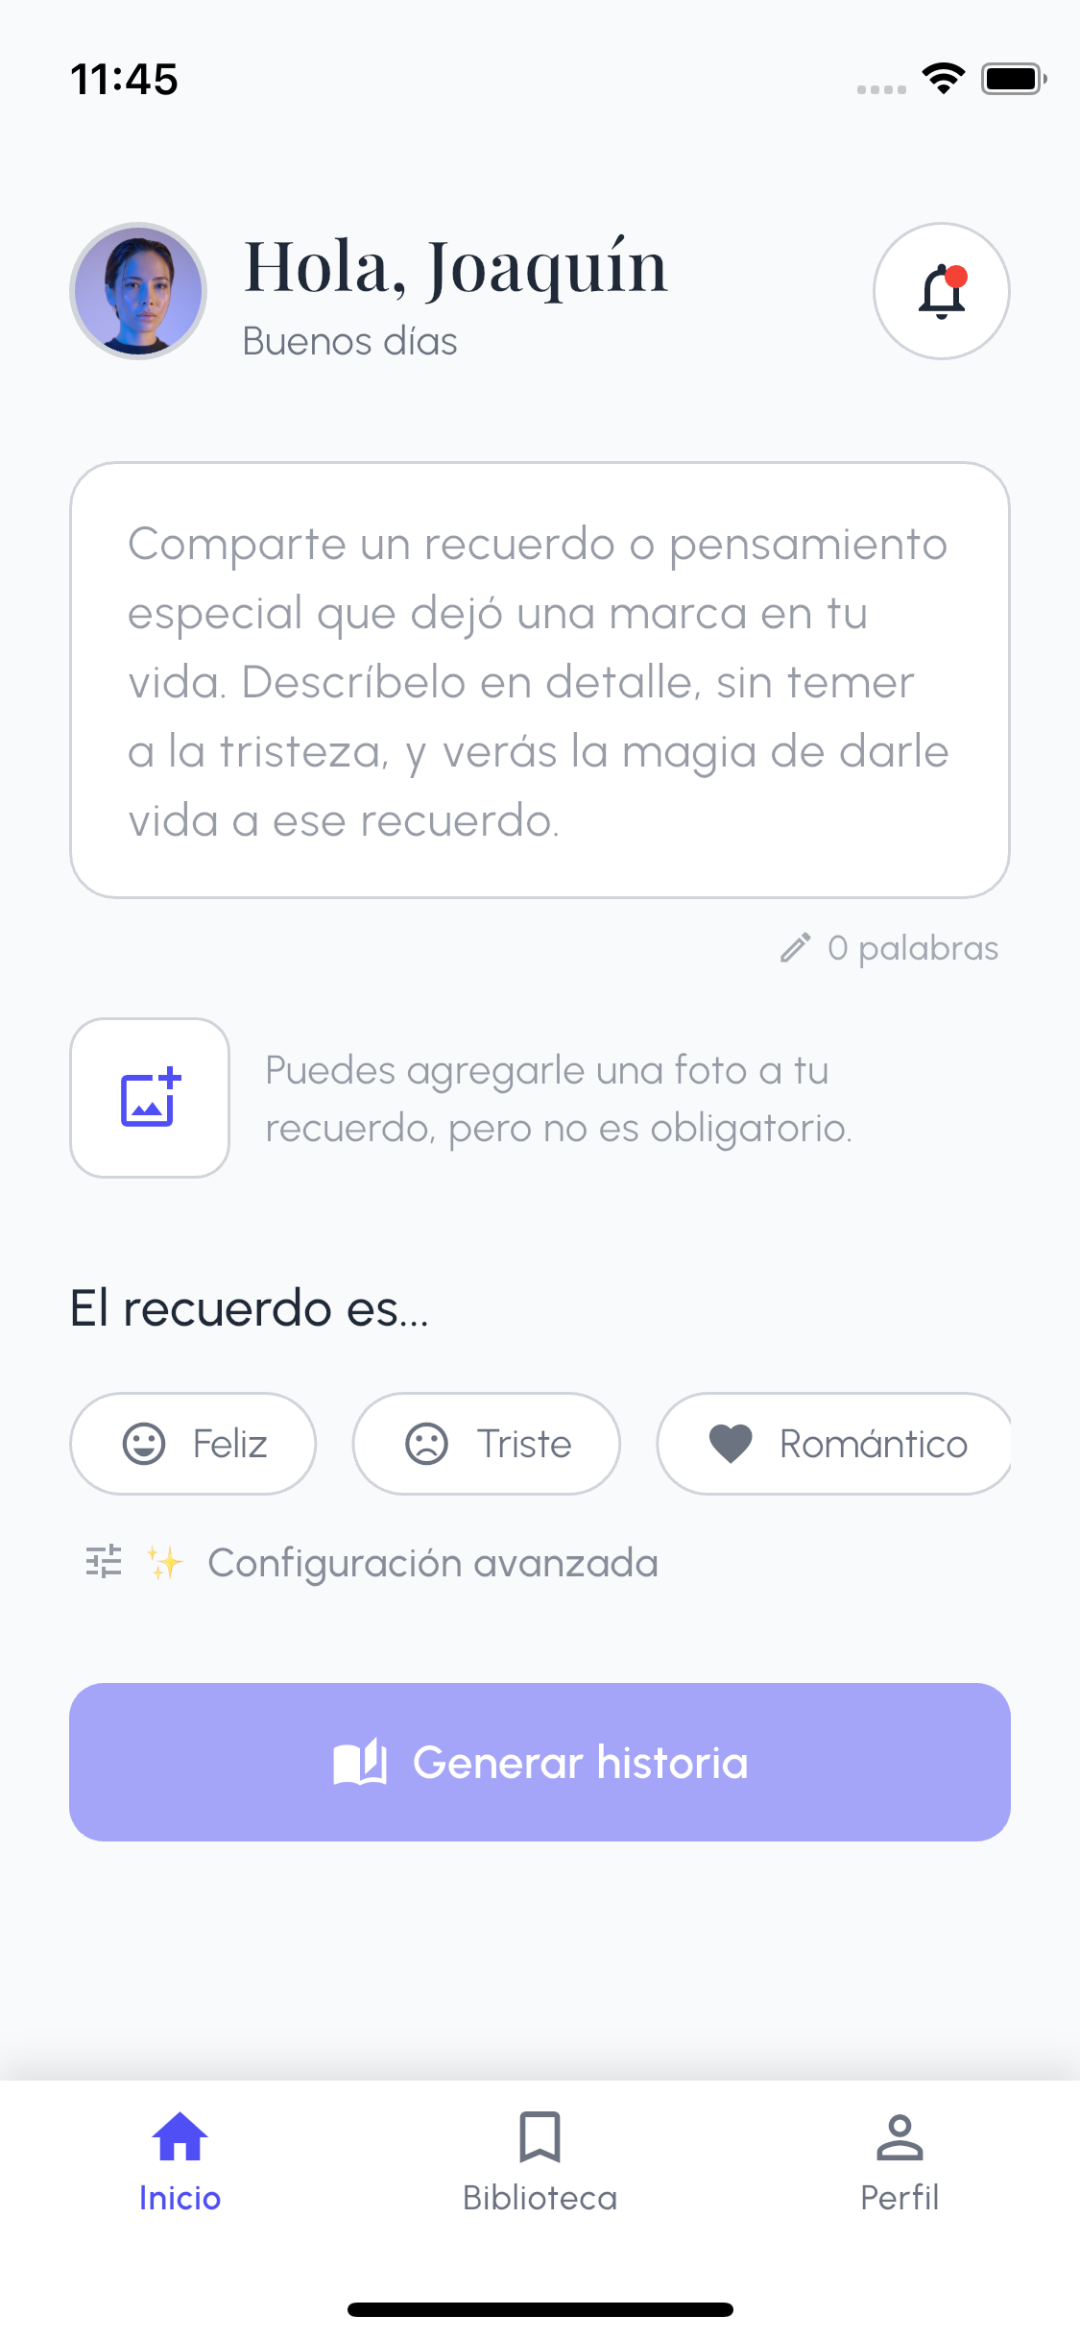 11:45
Hola, Joaquín
Buenos días
Comparte un recuerdo o pensamiento
especial que dejó una marca en tu
vida. Descríbelo en detalle, sin temer
a la tristeza, y verás la magia de darle
vida a ese recuerdo.
0 palabras
Puedes agregarle una foto a tu
recuerdo, pero no es obligatorio.
El recuerdo es...
Feliz
Triste
Romántico
✨ Configuración avanzada
Generar historia
Inicio
Biblioteca
Perfil